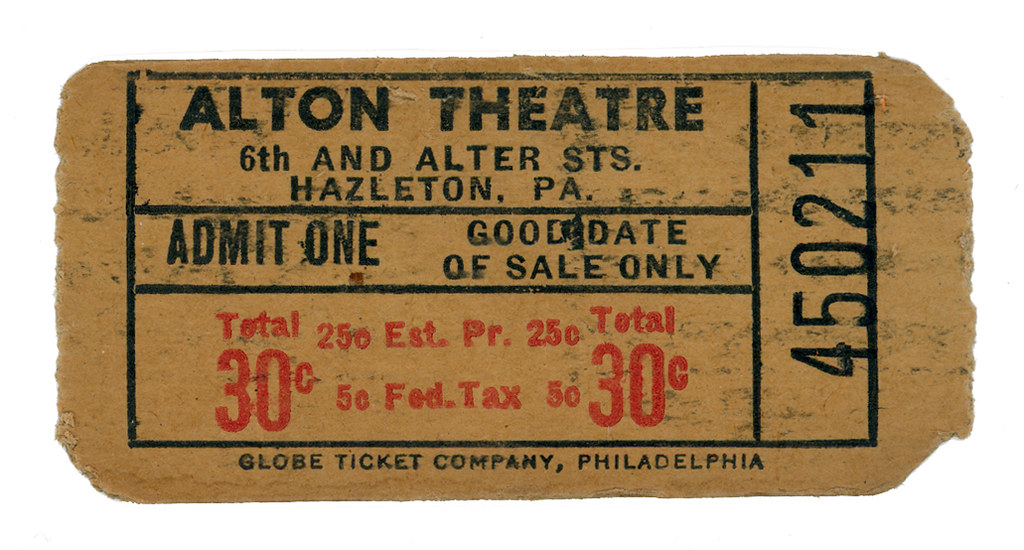 ALTON THEATRE
6th AND ALTER STS.
HAZLETON, PA.
ADMIT ONE
GOOD DATE
OF SALE ONLY
Total 25c Est. Pr. 25c Total
30c 5c Fed. Tax 5c 30c
GLOBE TICKET COMPANY, PHILADELPHIA
450211